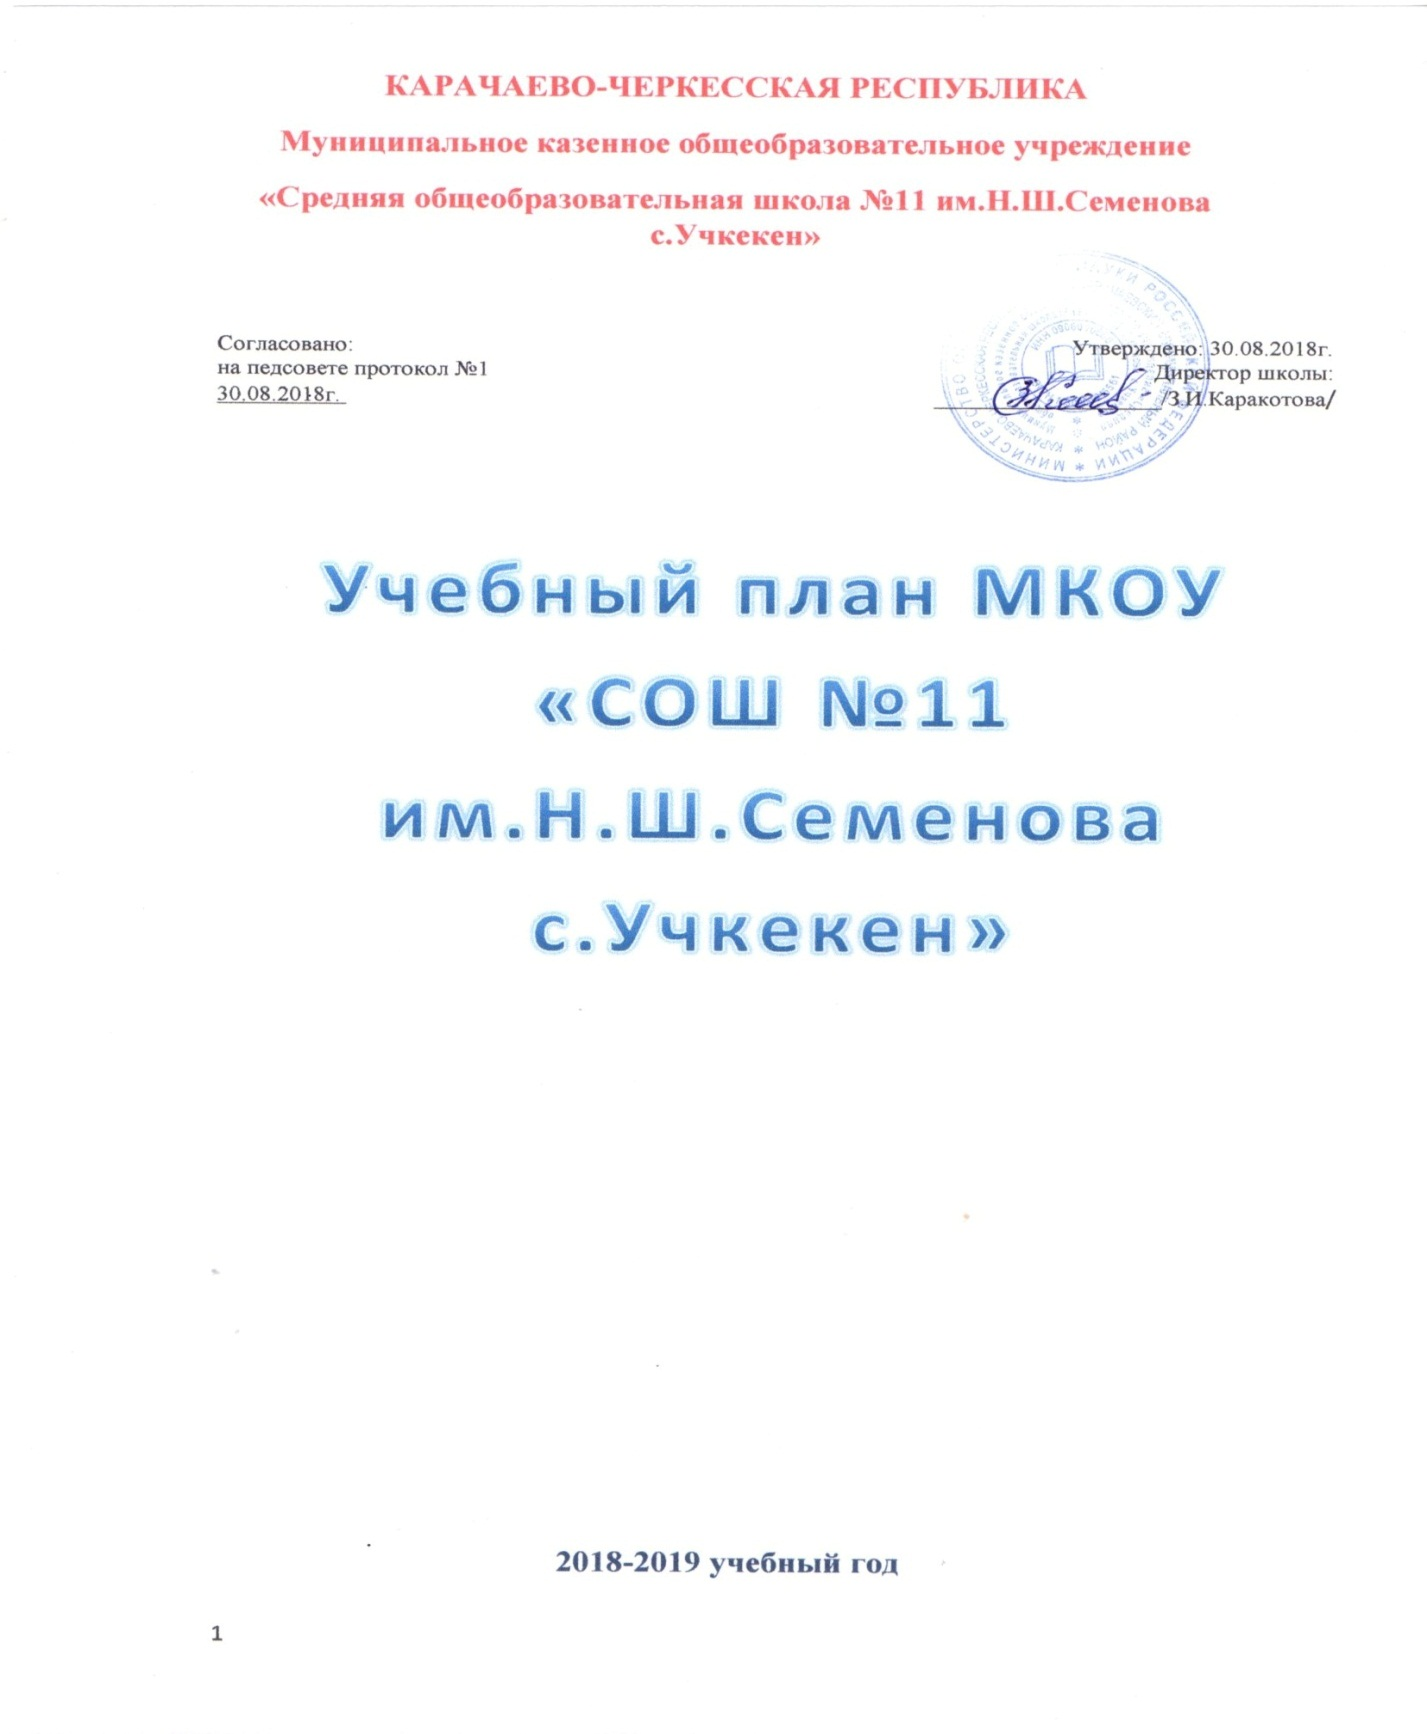 КАРАЧАЕВО-ЧЕРКЕССКАЯ РЕСПУБЛИКА
Муниципальное казенное общеобразовательное учреждение
«Средняя общеобразовательная школа №11 им.Н.Ш.Семенова
с.Учкекен»
Согласовано:
на педсовете протокол №1
30.08.2018г.
Утверждено: 30.08.2018г.
Директор школы:
/З.И.Каракотова/
Учебный план МКОУ
«СОШ №11
им.Н.Ш.Семенова
с.Учкекен»
2018-2019 учебный год
1